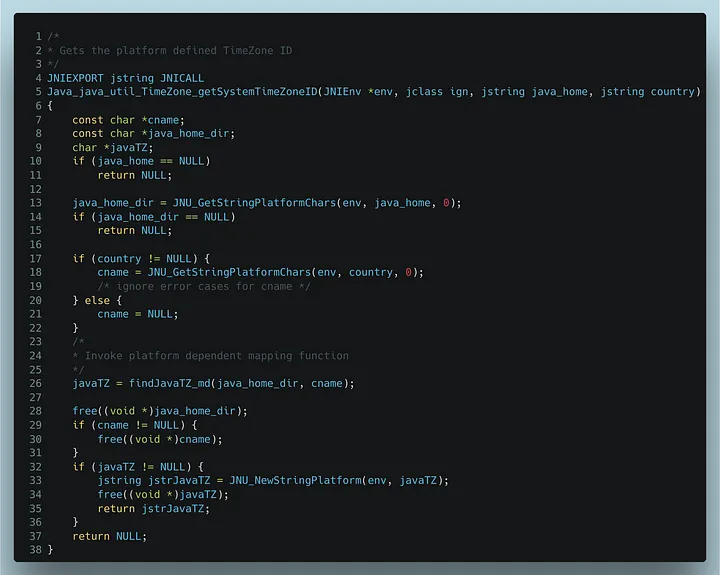 1 /*
2 * Gets the platform defined TimeZone ID
3 */
4 JNIEXPORT jstring JNICALL
5 Java_java_util_TimeZone_getSystemTimeZoneID(JNIEnv *env, jclass ign, jstring java_home, jstring country)
6 {
7     const char *cname;
8     const char *java_home_dir;
9     char *javaTZ;
10     if (java_home == NULL)
11         return NULL;
12
13     java_home_dir = JNU_GetStringPlatformChars(env, java_home, 0);
14     if (java_home_dir == NULL)
15         return NULL;
16
17     if (country != NULL) {
18         cname = JNU_GetStringPlatformChars(env, country, 0);
19         /* ignore error cases for cname */
20     } else {
21         cname = NULL;
22     }
23     /*
24     * Invoke platform dependent mapping function
25     */
26     javaTZ = findJavaTZ_md(java_home_dir, cname);
27
28     free((void *)java_home_dir);
29     if (cname != NULL) {
30         free((void *)cname);
31     }
32     if (javaTZ != NULL) {
33         jstring jstrJavaTZ = JNU_NewStringPlatform(env, javaTZ);
34         free((void *)javaTZ);
35         return jstrJavaTZ;
36     }
37     return NULL;
38 }